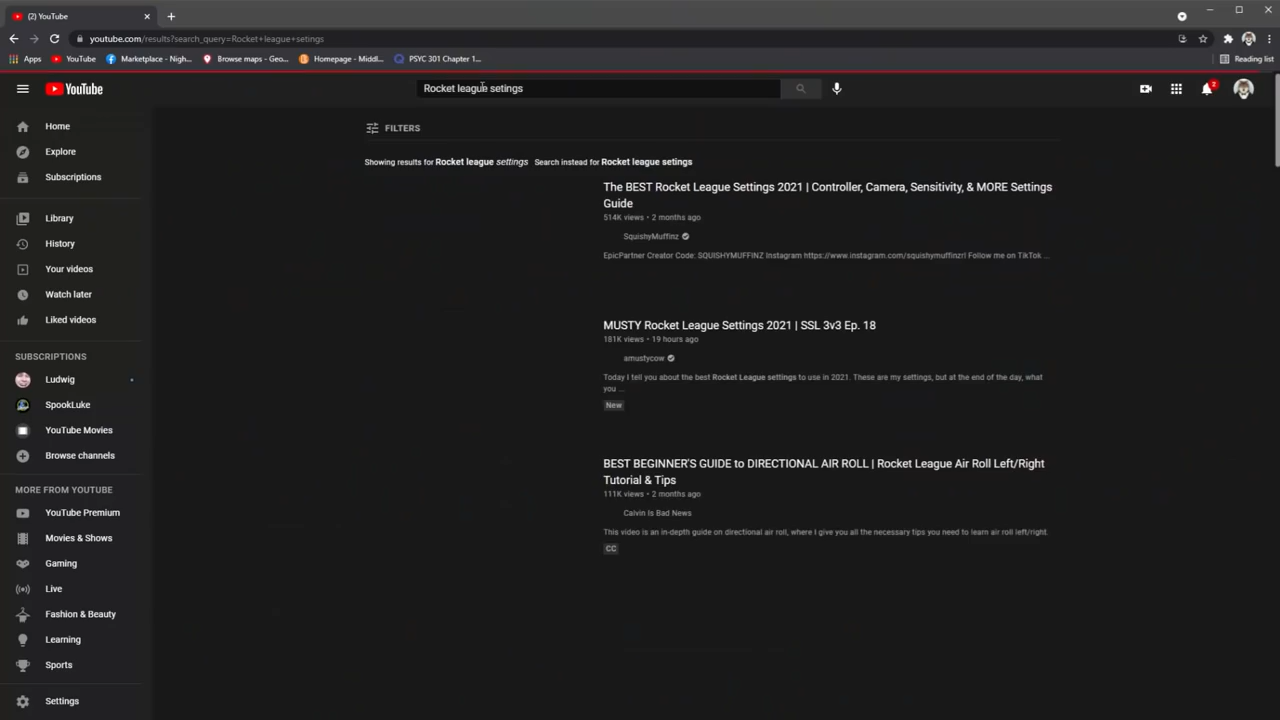 (2) YouTube
youtube.com/results?search_query=Rocket+league+setings
Apps YouTube Marketplace - Nigh... Browse maps - Geo... Homepage - Middl... PSYC 301 Chapter 1... Reading list
YouTube
Rocket league setings
2
Home
Explore
Subscriptions
Library
History
Your videos
Watch later
Liked videos
SUBSCRIPTIONS
Ludwig
SpookLuke
YouTube Movies
Browse channels
MORE FROM YOUTUBE
YouTube Premium
Movies & Shows
Gaming
Live
Fashion & Beauty
Learning
Sports
Settings
FILTERS
Showing results for Rocket league settings Search instead for Rocket league setings
The BEST Rocket League Settings 2021 | Controller, Camera, Sensitivity, & MORE Settings
Guide
514K views • 2 months ago
SquishyMuffinz
EpicPartner Creator Code: SQUISHYMUFFINZ Instagram https://www.instagram.com/squishymuffinzrl Follow me on TikTok ...
MUSTY Rocket League Settings 2021 | SSL 3v3 Ep. 18
181K views • 19 hours ago
amustycow
Today I tell you about the best Rocket League settings to use in 2021. These are my settings, but at the end of the day, what
you ...
New
BEST BEGINNER'S GUIDE to DIRECTIONAL AIR ROLL | Rocket League Air Roll Left/Right
Tutorial & Tips
111K views • 2 months ago
Calvin Is Bad News
This video is an in-depth guide on directional air roll, where I give you all the necessary tips you need to learn air roll left/right.
CC